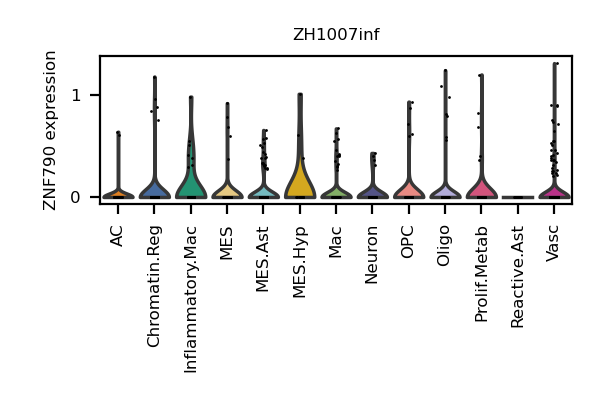 ZH1007inf
ZNF790 expression
1
0
AC
Chromatin.Reg
Inflammatory.Mac
MES
MES.Ast
MES.Hyp
Mac
Neuron
OPC
Oligo
Prolif.Metab
Reactive.Ast
Vasc